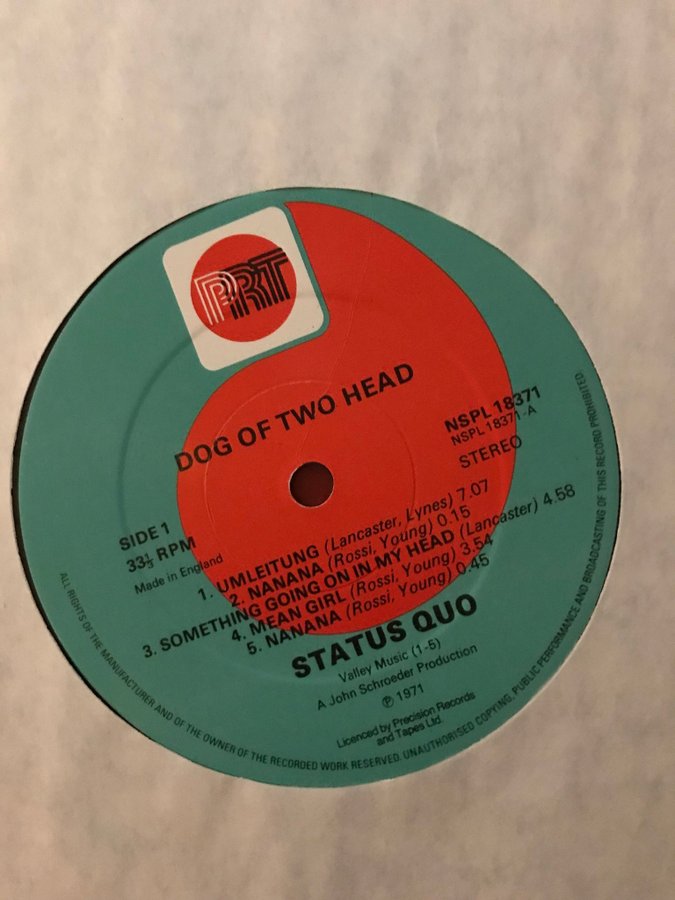 PRT
DOG OF TWO HEAD
NSPL 18371
NSPL 18371-A
STEREO
SIDE 1
33⅓ RPM
Made in England
1. UMLEITUNG (Lancaster, Lynes) 7.07
2. NANANA (Rossi, Young) 0.15
3. SOMETHING GOING ON IN MY HEAD (Lancaster) 4.58
4. MEAN GIRL (Rossi, Young) 3.54
5. NANANA (Rossi, Young) 0.45
STATUS QUO
Valley Music (1-5)
A John Schroeder Production
℗ 1971
Licenced by Precision Records
and Tapes Ltd.
ALL RIGHTS OF THE MANUFACTURER AND OF THE OWNER OF THE RECORDED WORK RESERVED. UNAUTHORISED COPYING, PUBLIC PERFORMANCE AND BROADCASTING OF THIS RECORD PROHIBITED.